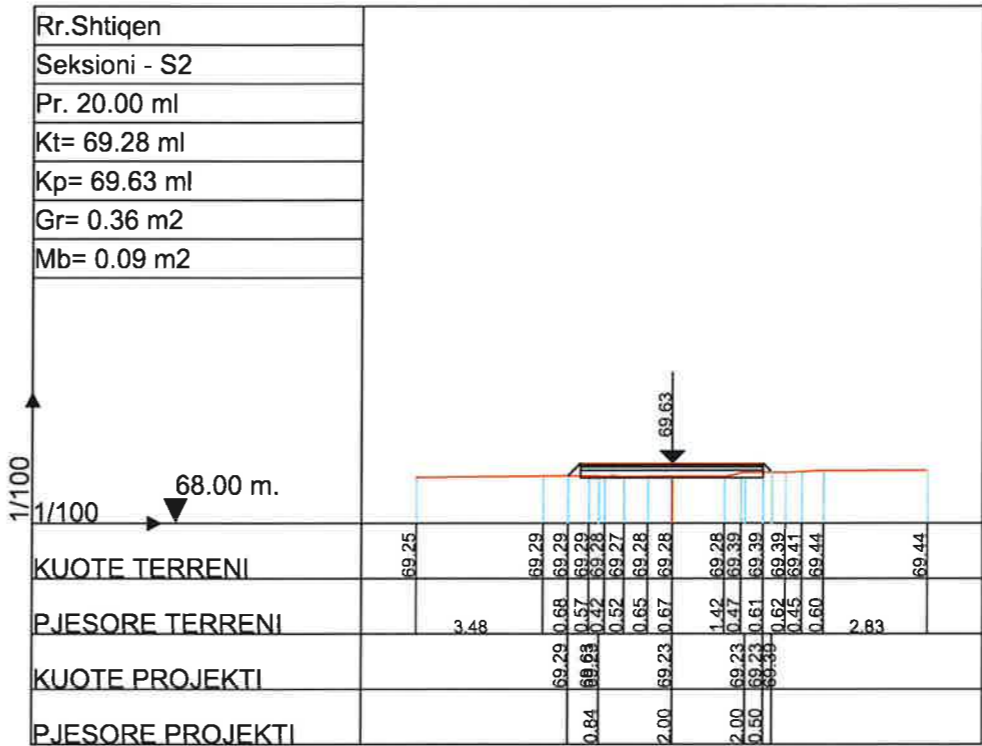 Rr.Shtiqen
Seksioni - S2
Pr. 20.00 ml
Kt= 69.28 ml
Kp= 69.63 ml
Gr= 0.36 m2
Mb= 0.09 m2
69.63
68.00 m.
1/100
1/100
KUOTE TERRENI 69.25 69.29 69.29 69.29 69.28 69.27 69.28 69.28 69.28 69.39 69.39 69.39 69.41 69.44 69.44
PJESORE TERRENI 3.48 0.68 0.57 0.42 0.52 0.65 0.67 1.42 0.47 0.61 0.62 0.45 0.60 2.83
KUOTE PROJEKTI 69.29 69.23 69.23 69.23 69.39
PJESORE PROJEKTI 0.84 2.00 2.00 0.50